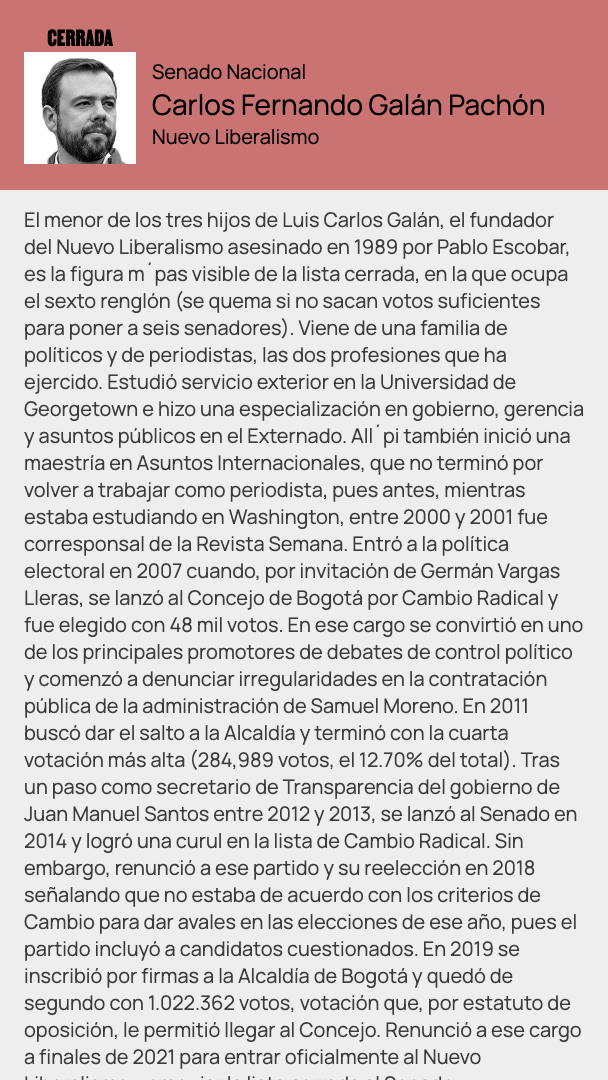 CERRADA
Senado Nacional
Carlos Fernando Galán Pachón
Nuevo Liberalismo
El menor de los tres hijos de Luis Carlos Galán, el fundador
del Nuevo Liberalismo asesinado en 1989 por Pablo Escobar,
es la figura m´pas visible de la lista cerrada, en la que ocupa
el sexto renglón (se quema si no sacan votos suficientes
para poner a seis senadores). Viene de una familia de
políticos y de periodistas, las dos profesiones que ha
ejercido. Estudió servicio exterior en la Universidad de
Georgetown e hizo una especialización en gobierno, gerencia
y asuntos públicos en el Externado. All´pi también inició una
maestría en Asuntos Internacionales, que no terminó por
volver a trabajar como periodista, pues antes, mientras
estaba estudiando en Washington, entre 2000 y 2001 fue
corresponsal de la Revista Semana. Entró a la política
electoral en 2007 cuando, por invitación de Germán Vargas
Lleras, se lanzó al Concejo de Bogotá por Cambio Radical y
fue elegido con 48 mil votos. En ese cargo se convirtió en uno
de los principales promotores de debates de control político
y comenzó a denunciar irregularidades en la contratación
pública de la administración de Samuel Moreno. En 2011
buscó dar el salto a la Alcaldía y terminó con la cuarta
votación más alta (284,989 votos, el 12.70% del total). Tras
un paso como secretario de Transparencia del gobierno de
Juan Manuel Santos entre 2012 y 2013, se lanzó al Senado en
2014 y logró una curul en la lista de Cambio Radical. Sin
embargo, renunció a ese partido y su reelección en 2018
señalando que no estaba de acuerdo con los criterios de
Cambio para dar avales en las elecciones de ese año, pues el
partido incluyó a candidatos cuestionados. En 2019 se
inscribió por firmas a la Alcaldía de Bogotá y quedó de
segundo con 1.022.362 votos, votación que, por estatuto de
oposición, le permitió llegar al Concejo. Renunció a ese cargo
a finales de 2021 para entrar oficialmente al Nuevo